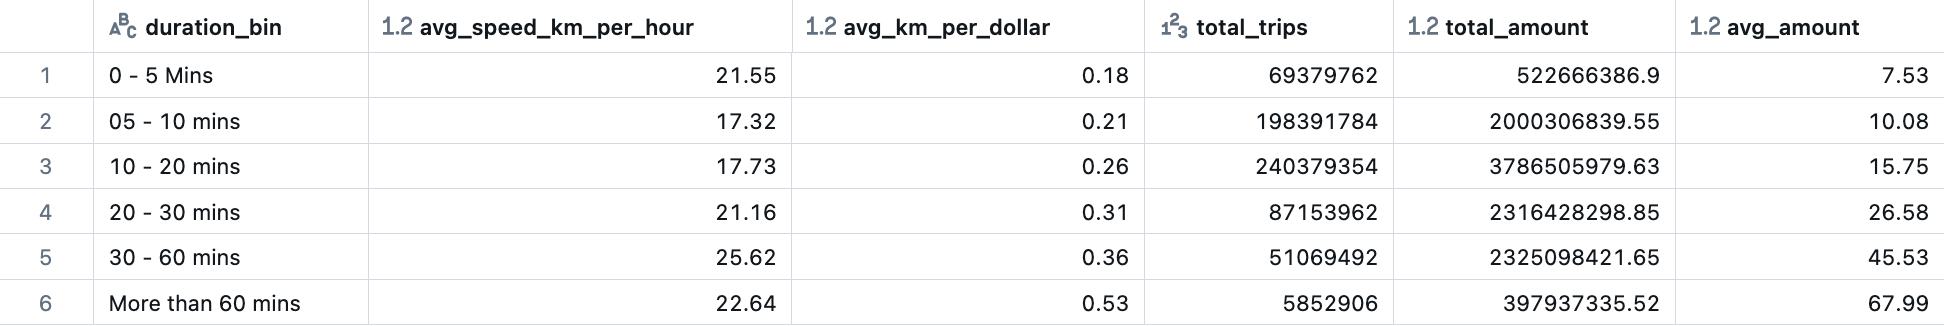 ABC duration_bin 1.2 avg_speed_km_per_hour 1.2 avg_km_per_dollar 123 total_trips 1.2 total_amount 1.2 avg_amount
1 0 - 5 Mins 21.55 0.18 69379762 522666386.9 7.53
2 05 - 10 mins 17.32 0.21 198391784 2000306839.55 10.08
3 10 - 20 mins 17.73 0.26 240379354 3786505979.63 15.75
4 20 - 30 mins 21.16 0.31 87153962 2316428298.85 26.58
5 30 - 60 mins 25.62 0.36 51069492 2325098421.65 45.53
6 More than 60 mins 22.64 0.53 5852906 397937335.52 67.99